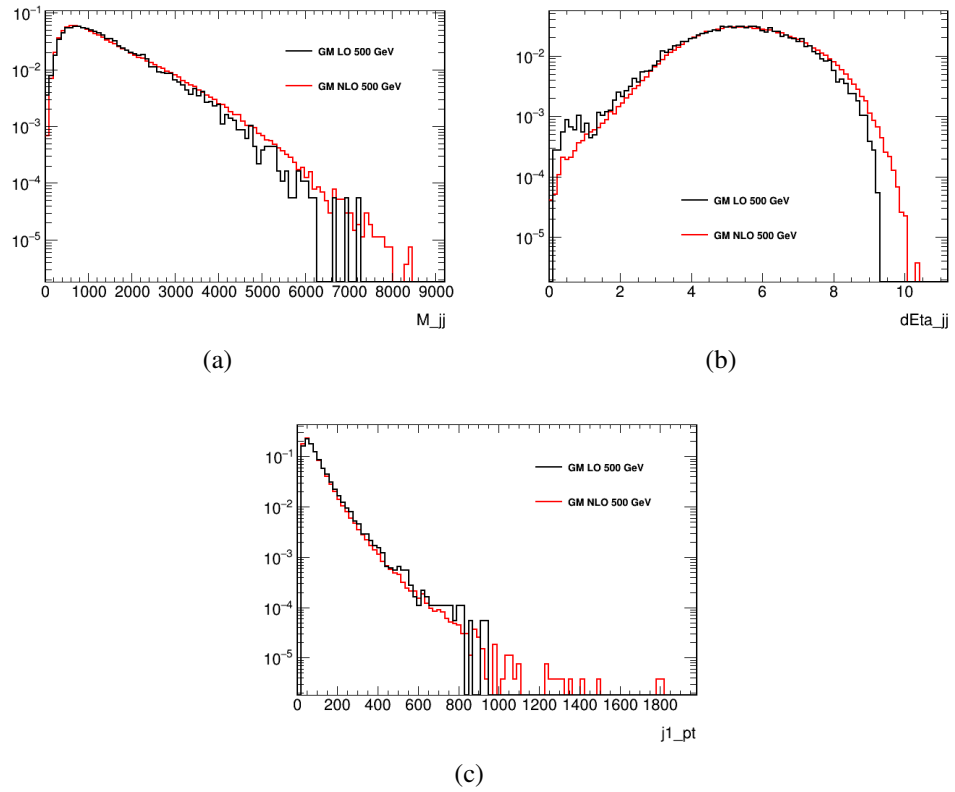 10⁻¹
10⁻²
10⁻³
10⁻⁴
10⁻⁵
GM LO 500 GeV
GM NLO 500 GeV
0 1000 2000 3000 4000 5000 6000 7000 8000 9000
M_jj
(a)
10⁻²
10⁻³
10⁻⁴
10⁻⁵
GM LO 500 GeV
GM NLO 500 GeV
0 2 4 6 8 10
dEta_jj
(b)
10⁻¹
10⁻²
10⁻³
10⁻⁴
10⁻⁵
GM LO 500 GeV
GM NLO 500 GeV
0 200 400 600 800 1000 1200 1400 1600 1800
j1_pt
(c)